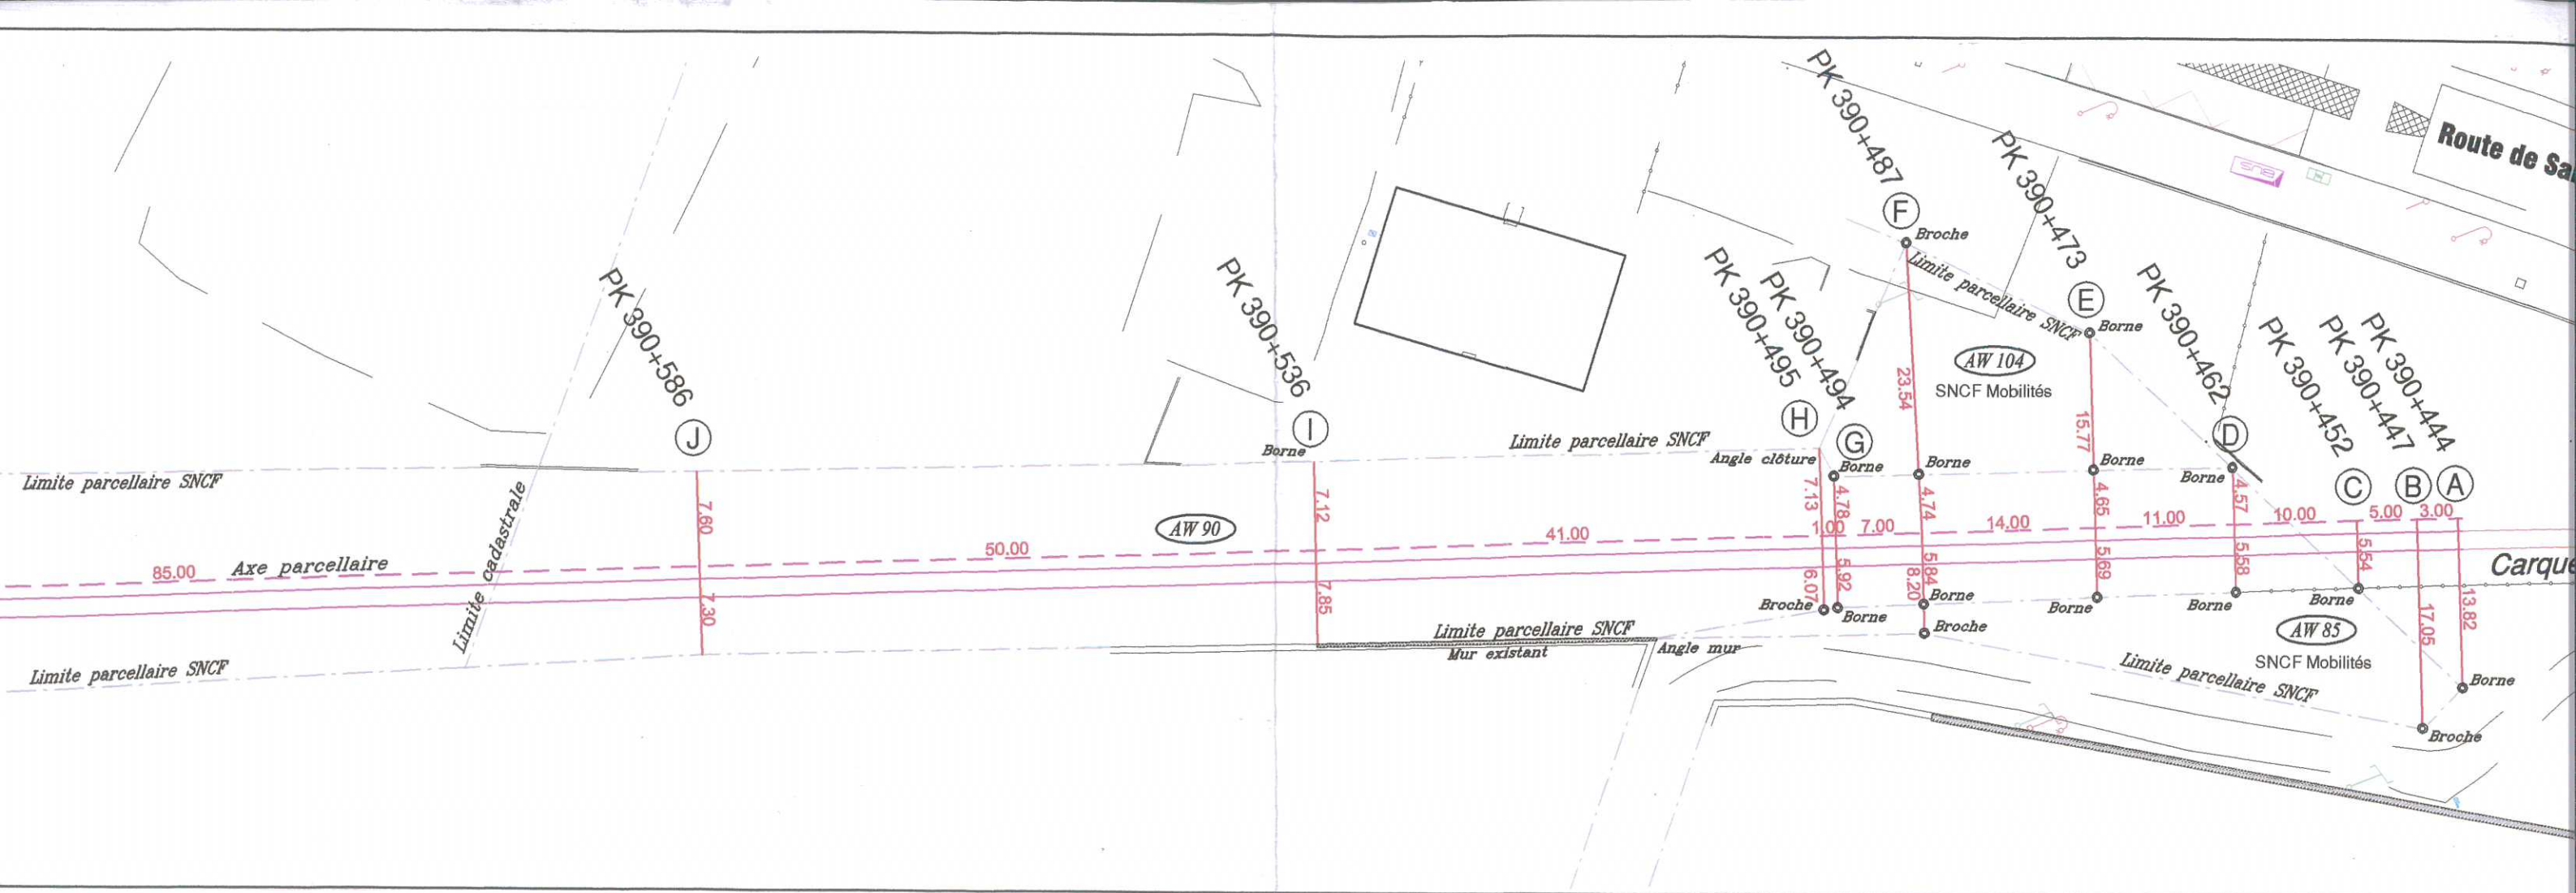 PK 390+586
J
PK 390+536
I
Borne
PK 390+495
H
PK 390+494
G
PK 390+487
F
Broche
PK 390+473
E
Borne
PK 390+462
D
PK 390+452
C
PK 390+447
B
PK 390+444
A
Route de
BUS
Limite parcellaire SNCF
AW 104
SNCF Mobilités
23.54
15.77
Limite parcellaire SNCF
Limite parcellaire SNCF
Angle clôture
Borne
Borne
Borne
Borne
Limite cadastrale
AW 90
7.60
7.12
7.13
4.78
4.74
4.65
4.57
85.00
Axe parcellaire
50.00
41.00
1.00
7.00
14.00
11.00
10.00
5.00
3.00
7.30
7.85
6.07
5.92
5.84
8.20
5.69
5.58
5.54
17.05
13.82
Carque
Broche
Borne
Borne
Borne
Borne
Borne
Broche
AW 85
SNCF Mobilités
Limite parcellaire SNCF
Limite parcellaire SNCF
Mur existant
Angle mur
Limite parcellaire SNCF
Borne
Broche